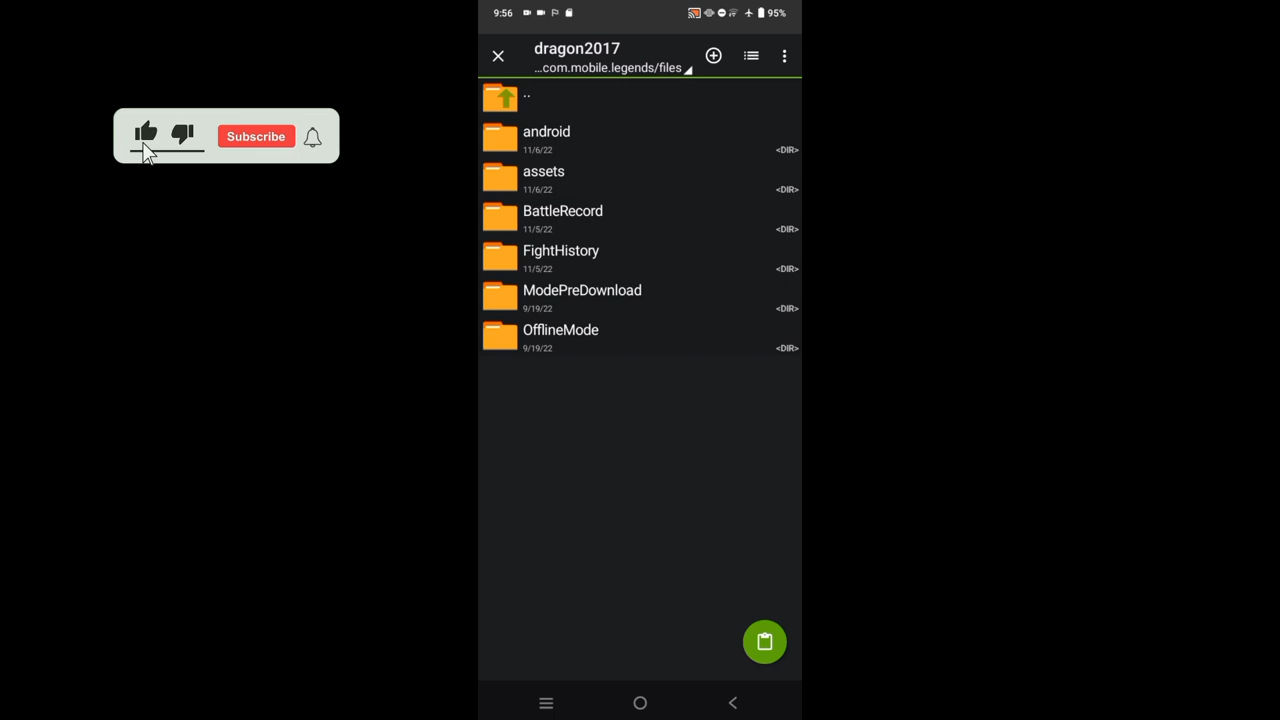 9:56
95%
dragon2017
...com.mobile.legends/files
..
android
11/6/22
<DIR>
assets
11/6/22
<DIR>
BattleRecord
11/5/22
<DIR>
FightHistory
11/5/22
<DIR>
ModePreDownload
9/19/22
<DIR>
OfflineMode
9/19/22
<DIR>
Subscribe